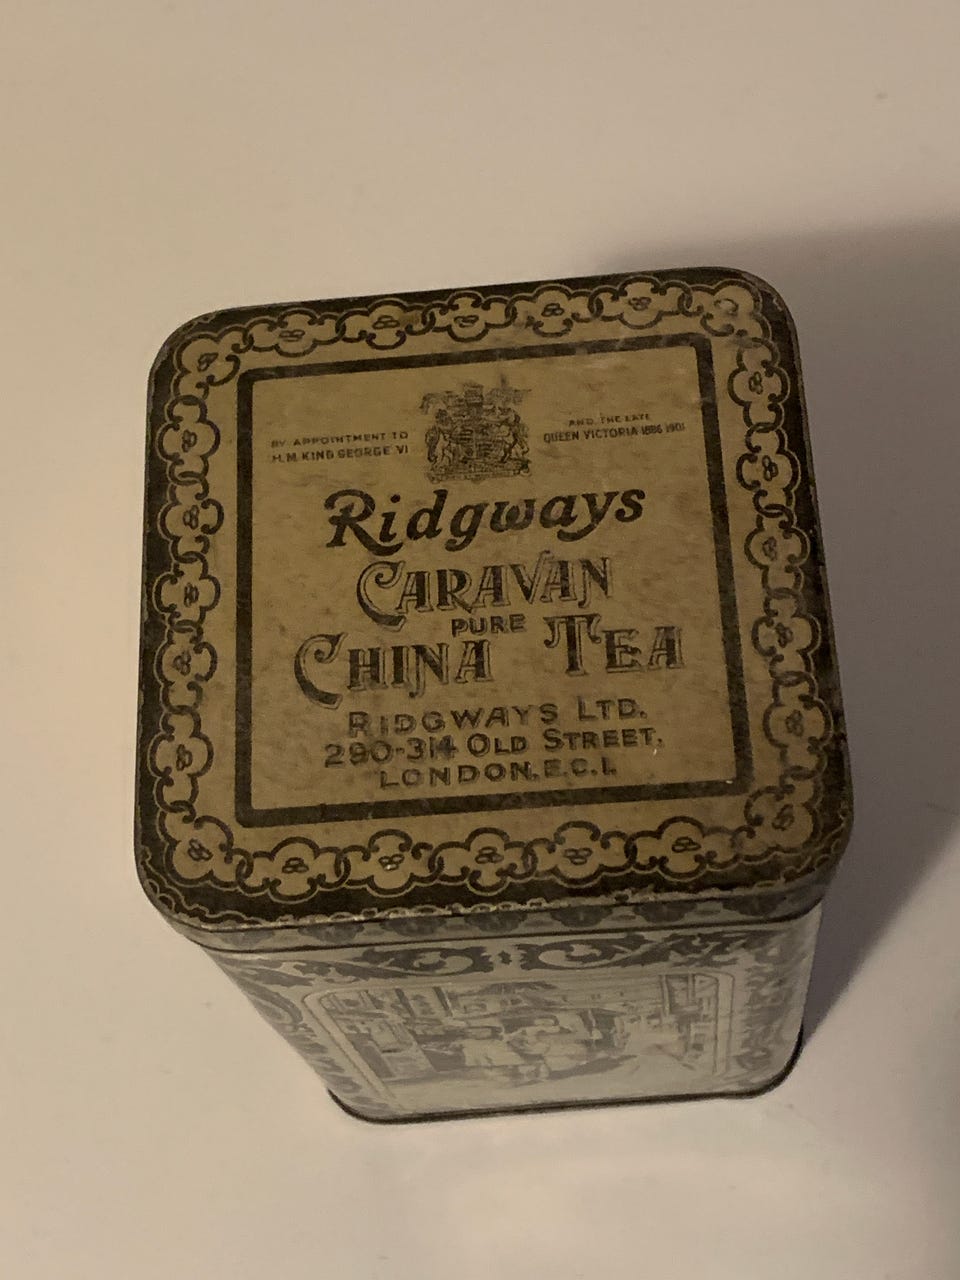 BY APPOINTMENT TO
H.M. KING GEORGE VI
AND THE LATE
QUEEN VICTORIA 1886-1901
Ridgways
CARAVAN
PURE
CHINA TEA
RIDGWAYS LTD.
290-314 OLD STREET,
LONDON, E.C.1.